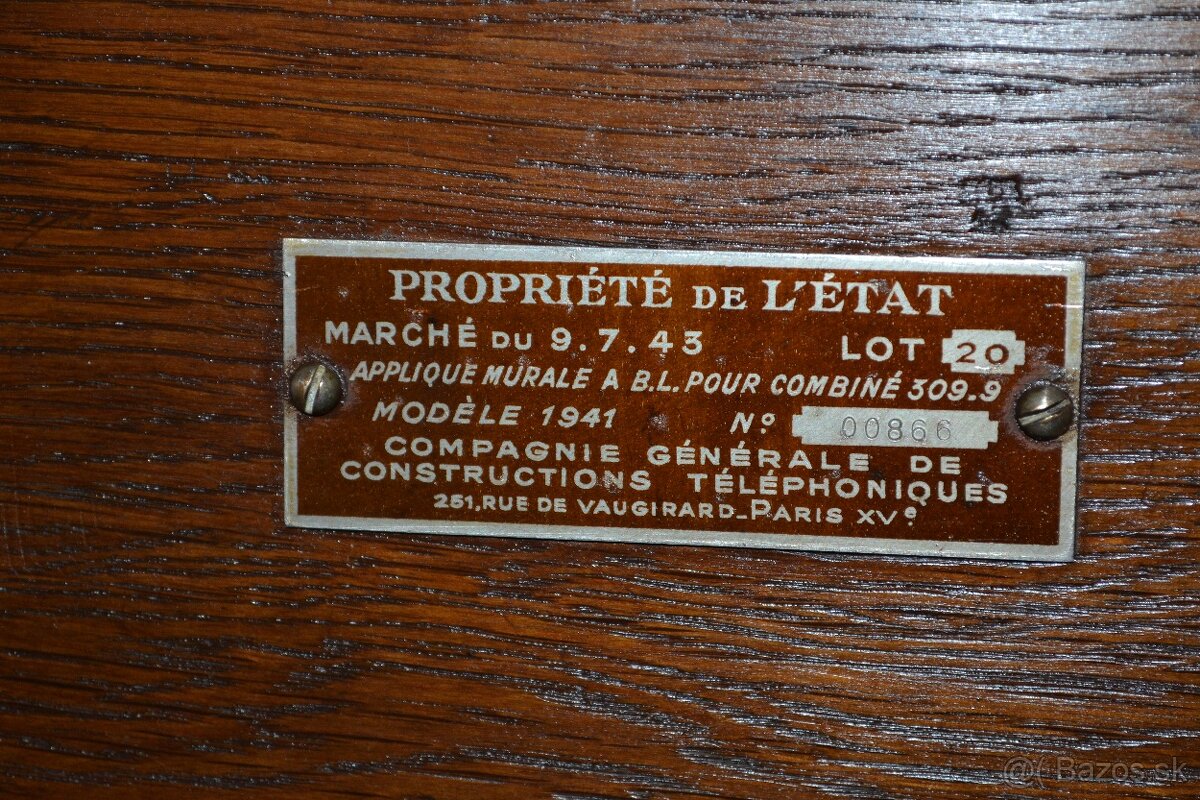 PROPRIÉTÉ DE L'ÉTAT
MARCHÉ DU 9.7.43 LOT 20
APPLIQUE MURALE A B.L. POUR COMBINÉ 309.9
MODÈLE 1941 No 00866
COMPAGNIE GÉNÉRALE DE
CONSTRUCTIONS TÉLÉPHONIQUES
251, RUE DE VAUGIRARD_PARIS XVe
@( Bazos.sk